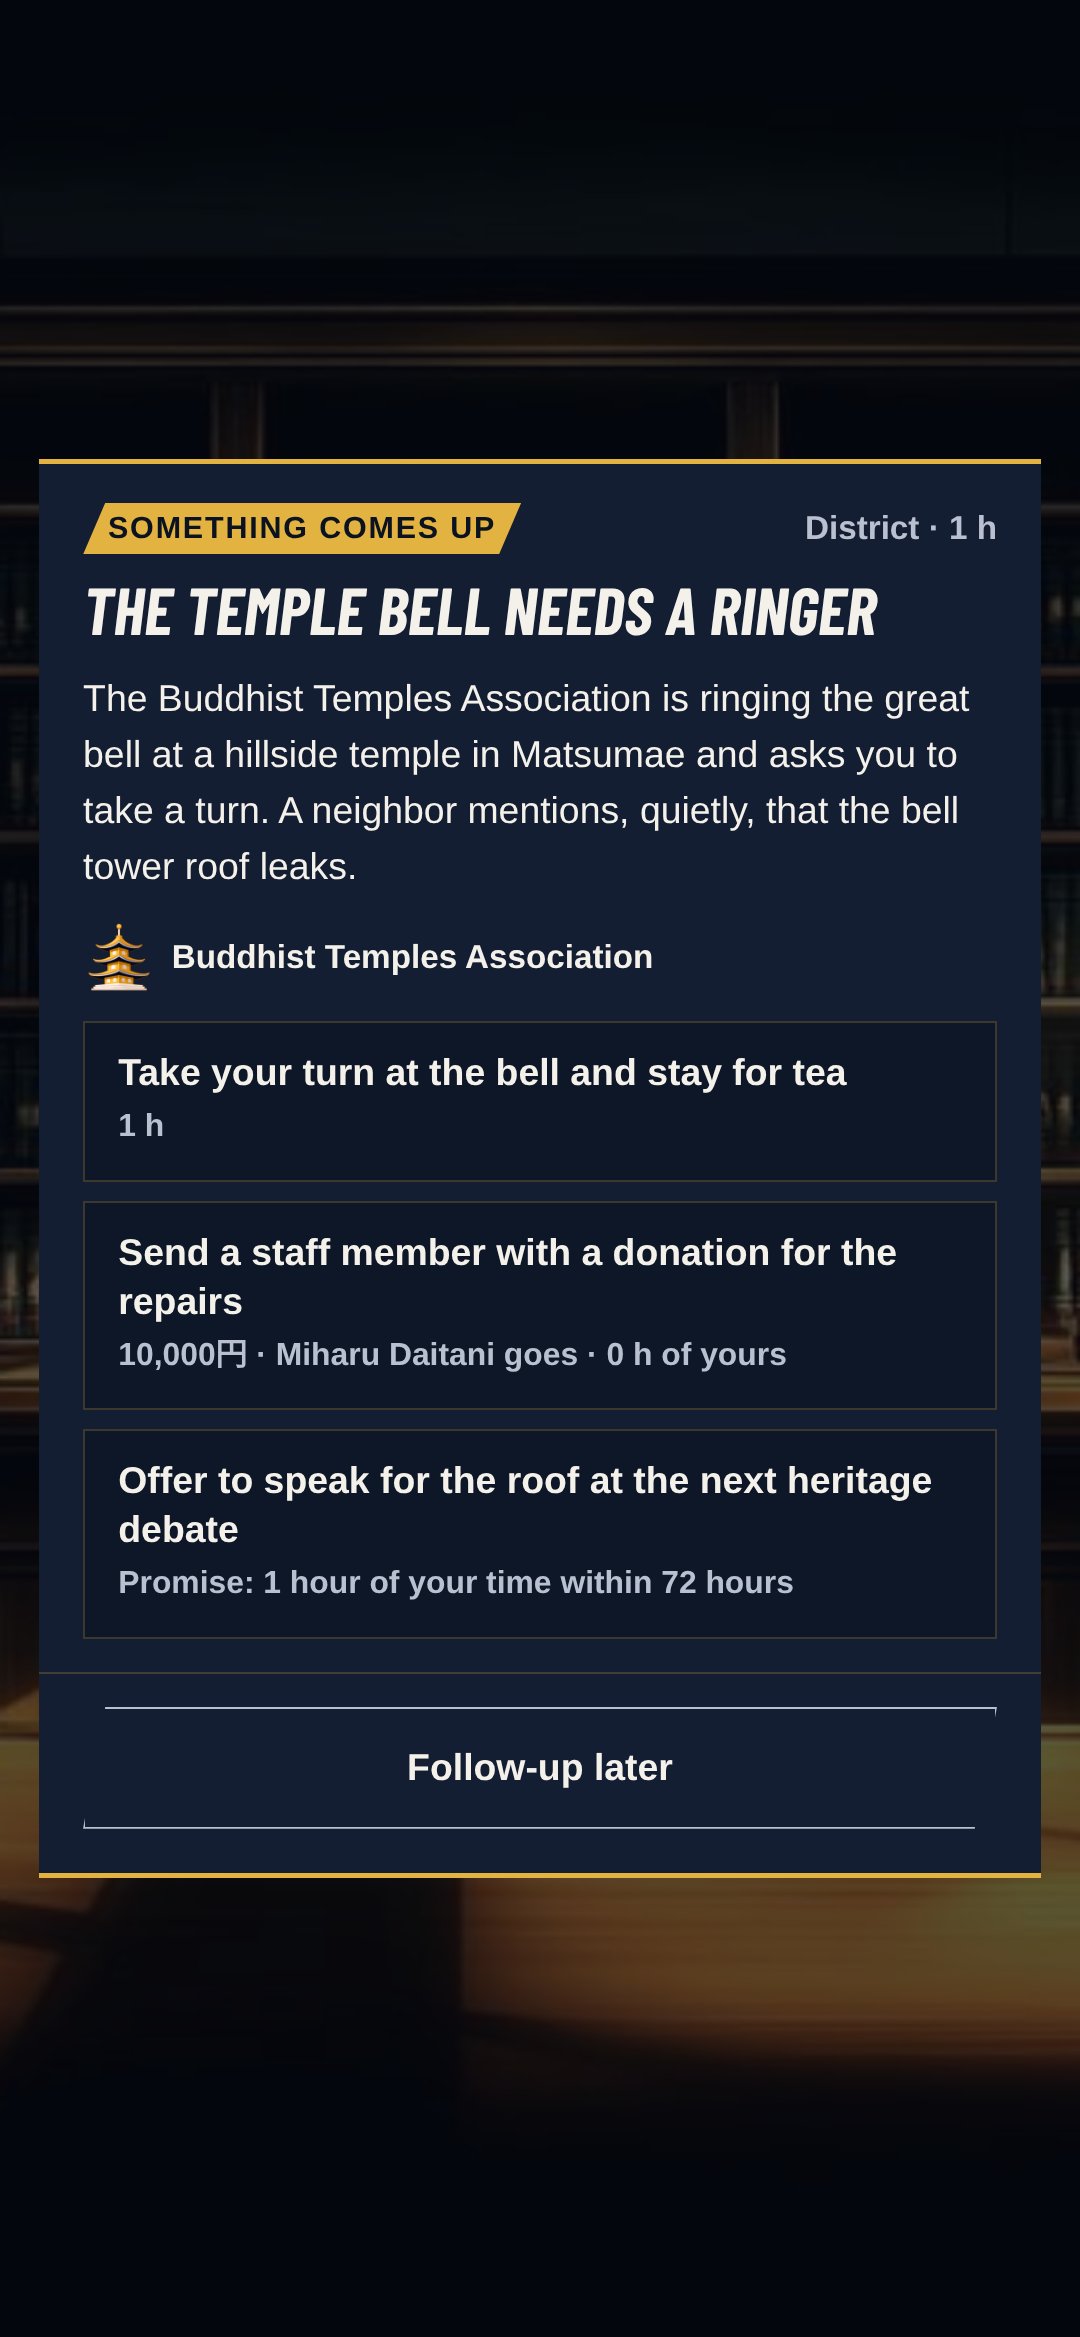 SOMETHING COMES UP
District · 1 h
THE TEMPLE BELL NEEDS A RINGER
The Buddhist Temples Association is ringing the great
bell at a hillside temple in Matsumae and asks you to
take a turn. A neighbor mentions, quietly, that the bell
tower roof leaks.
Buddhist Temples Association
Take your turn at the bell and stay for tea
1 h
Send a staff member with a donation for the
repairs
10,000円 · Miharu Daitani goes · 0 h of yours
Offer to speak for the roof at the next heritage
debate
Promise: 1 hour of your time within 72 hours
Follow-up later